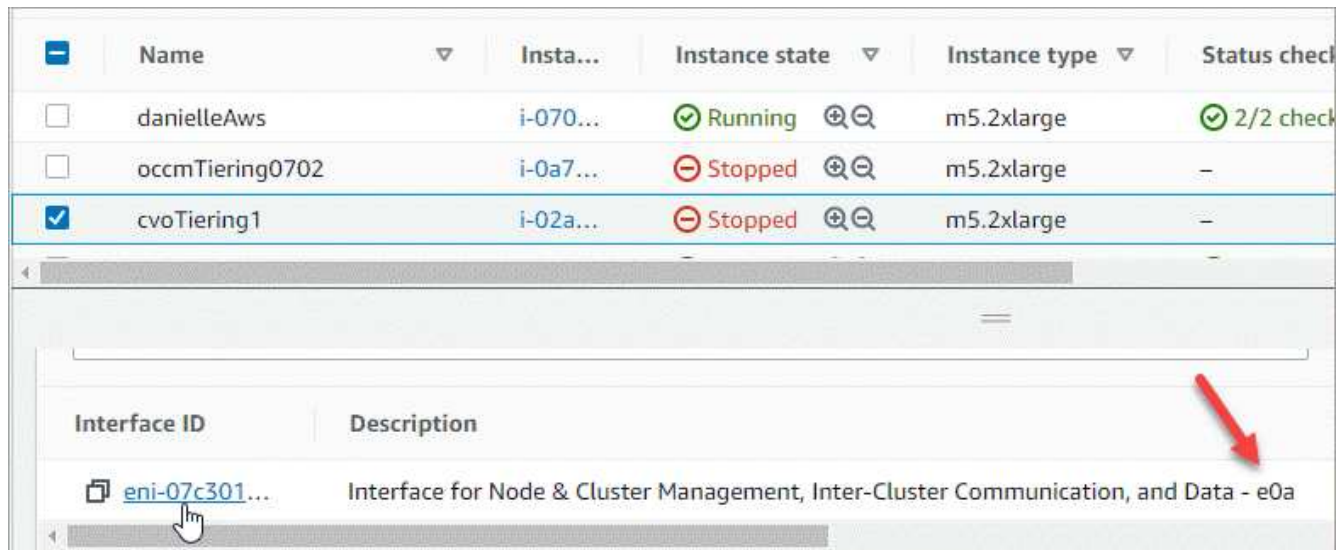 Name Insta... Instance state Instance type Status check
danielleAws i-070... Running m5.2xlarge 2/2 check
occmTiering0702 i-0a7... Stopped m5.2xlarge –
cvoTiering1 i-02a... Stopped m5.2xlarge –
Interface ID Description
eni-07c301... Interface for Node & Cluster Management, Inter-Cluster Communication, and Data - e0a